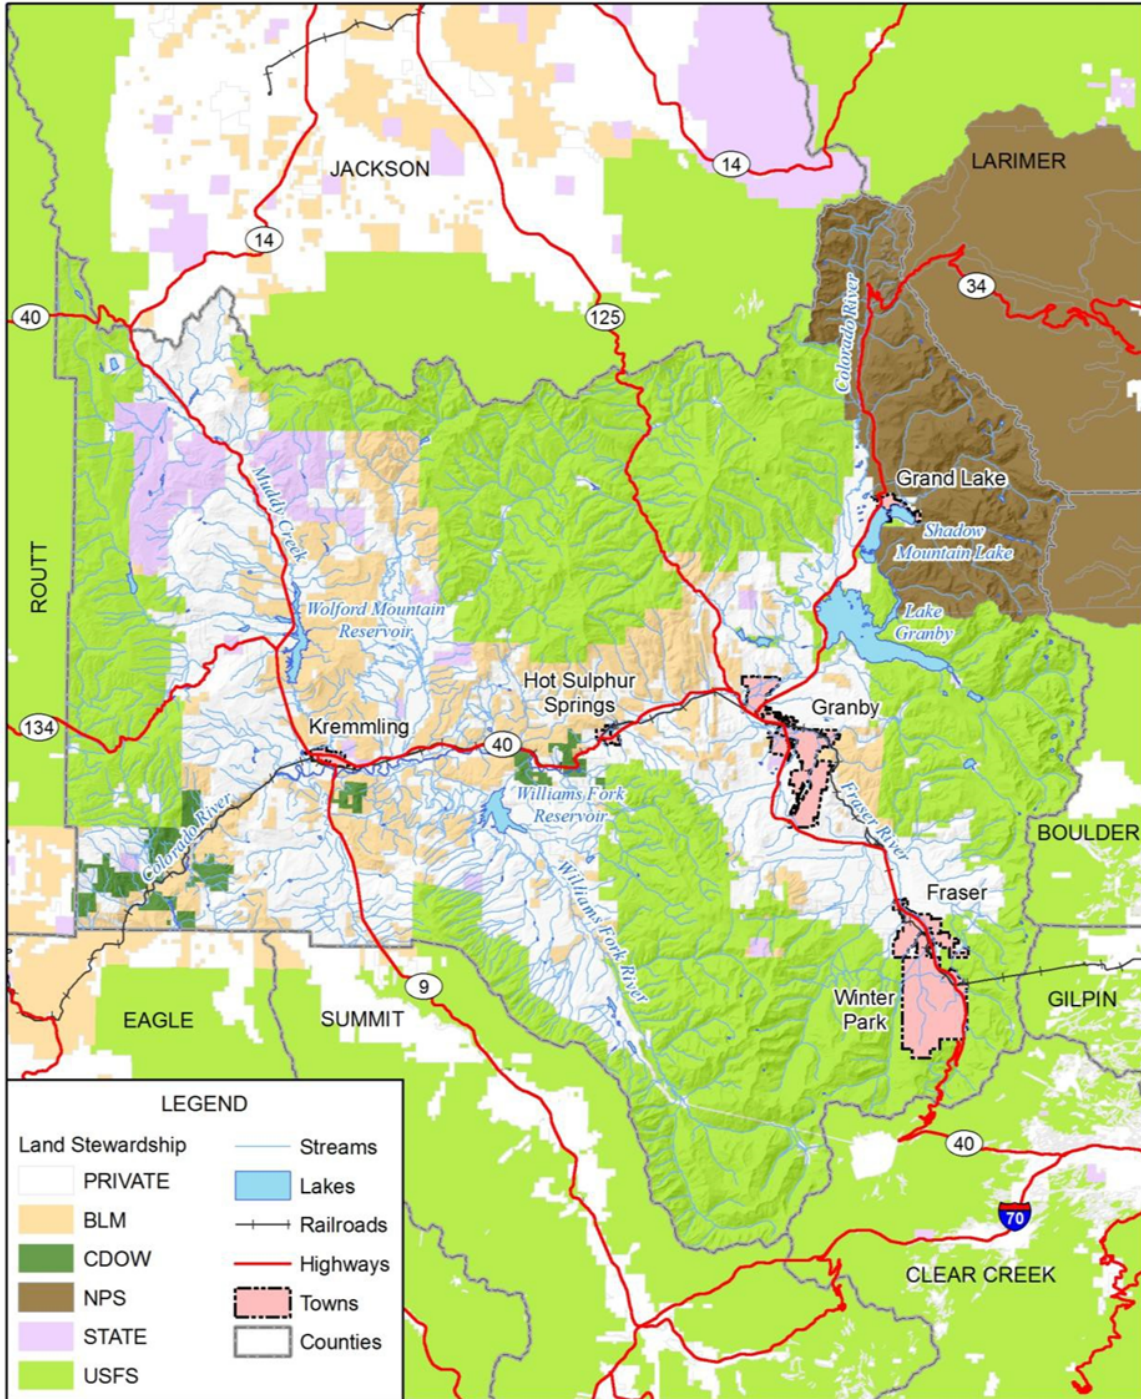 JACKSON
14
LARIMER
14
34
40
125
Colorado River
Grand Lake
Shadow
Mountain Lake
Muddy Creek
ROUTT
Wolford Mountain
Reservoir
Lake
Granby
Hot Sulphur
Springs
Granby
134
Kremmling
40
Williams Fork
Reservoir
Fraser River
Colorado River
BOULDER
Williams Fork River
Fraser
9
Winter
Park
GILPIN
EAGLE
SUMMIT
40
70
CLEAR CREEK
LEGEND
Land Stewardship
PRIVATE
BLM
CDOW
NPS
STATE
USFS
Streams
Lakes
Railroads
Highways
Towns
Counties